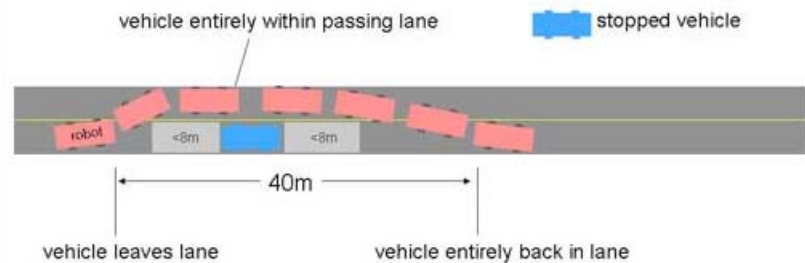 vehicle entirely within passing lane
stopped vehicle
robot
<8m
<8m
40m
vehicle leaves lane
vehicle entirely back in lane